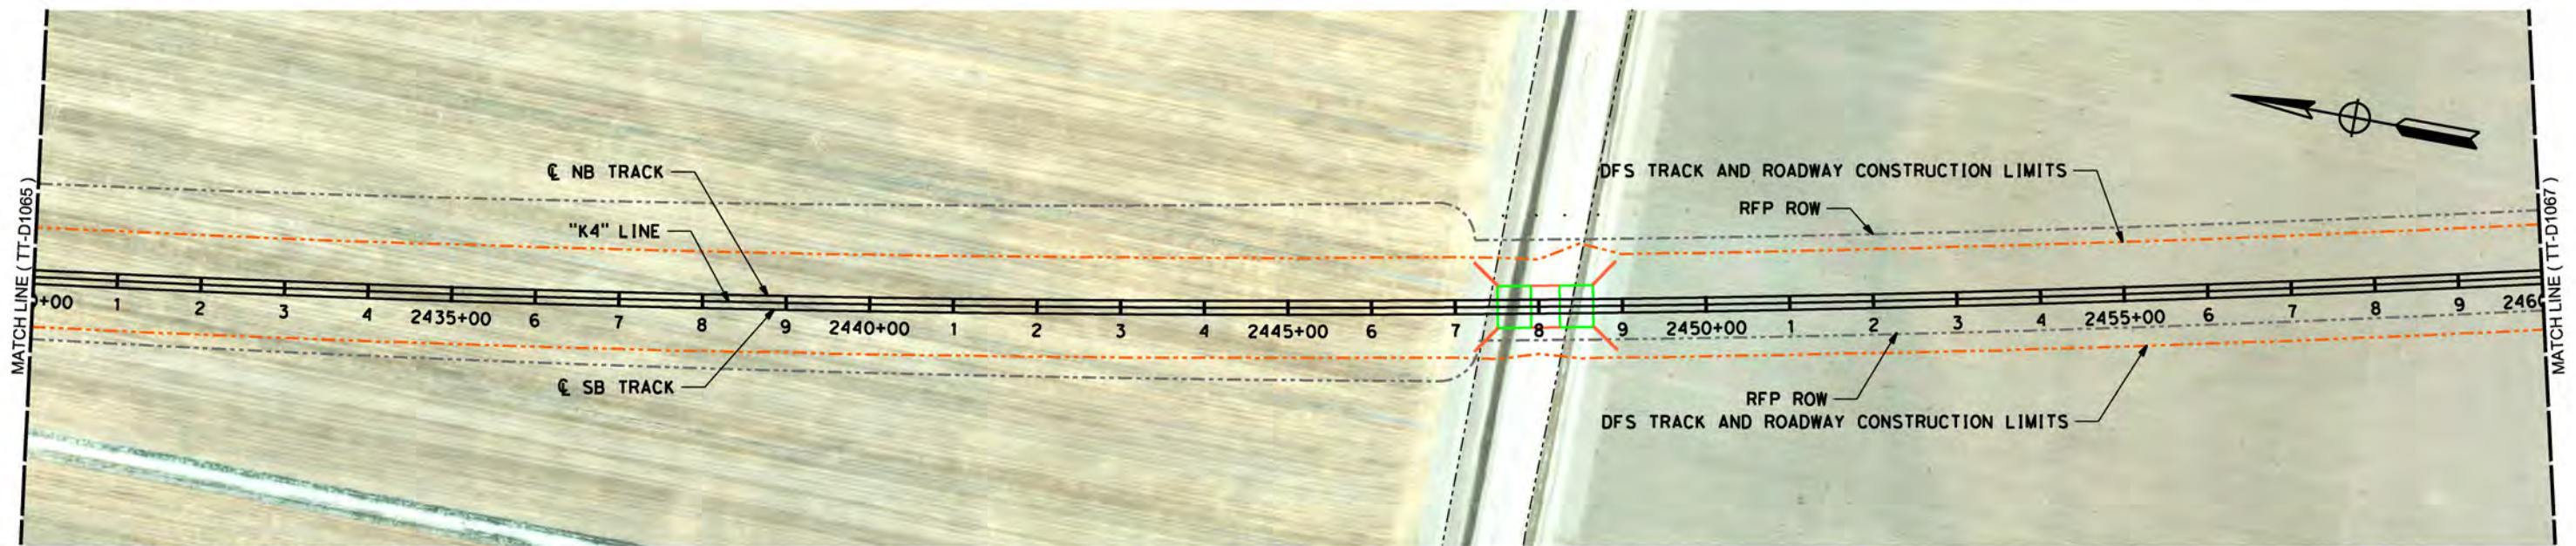 ℄ NB TRACK
"K4" LINE
℄ SB TRACK
DFS TRACK AND ROADWAY CONSTRUCTION LIMITS
RFP ROW
MATCH LINE ( TT-D1065 )
MATCH LINE ( TT-D1067 )
+00 1 2 3 4 2435+00 6 7 8 9 2440+00 1 2 3 4 2445+00 6 7 8 9 2450+00 1 2 3 4 2455+00 6 7 8 9 246
RFP ROW
DFS TRACK AND ROADWAY CONSTRUCTION LIMITS